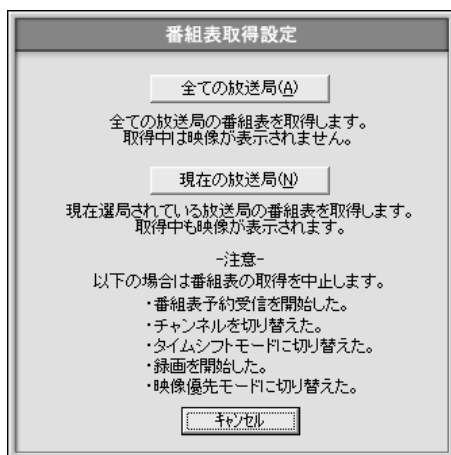 番組表取得設定
全ての放送局(A)
全ての放送局の番組表を取得します。
取得中は映像が表示されません。
現在の放送局(N)
現在選局されている放送局の番組表を取得します。
取得中も映像が表示されます。
-注意-
以下の場合は番組表の取得を中止します。
・番組表予約受信を開始した。
・チャンネルを切り替えた。
・タイムシフトモードに切り替えた。
・録画を開始した。
・映像優先モードに切り替えた。
キャンセル